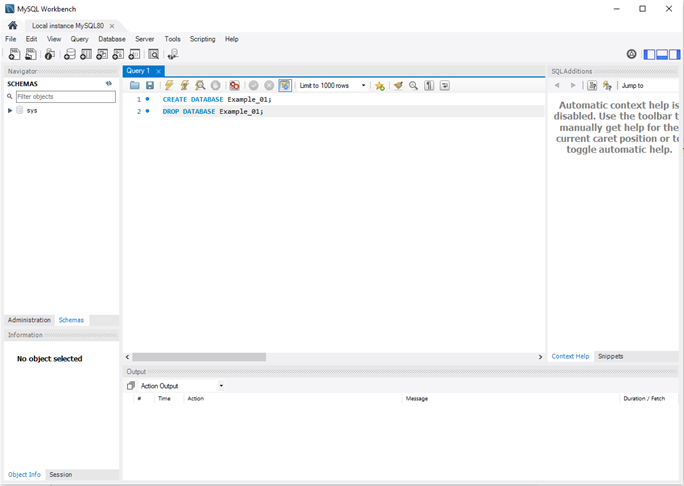 MySQL Workbench
Local instance MySQL80
File Edit View Query Database Server Tools Scripting Help
Navigator
SCHEMAS
Filter objects
sys
Administration Schemas
Information
No object selected
Object Info Session
Query 1
Limit to 1000 rows
1 CREATE DATABASE Example_01;
2 DROP DATABASE Example_01;
SQLAdditions
Jump to
Automatic context help is
disabled. Use the toolbar t
manually get help for the
current caret position or to
toggle automatic help.
Context Help Snippets
Output
Action Output
# Time Action Message Duration / Fetch